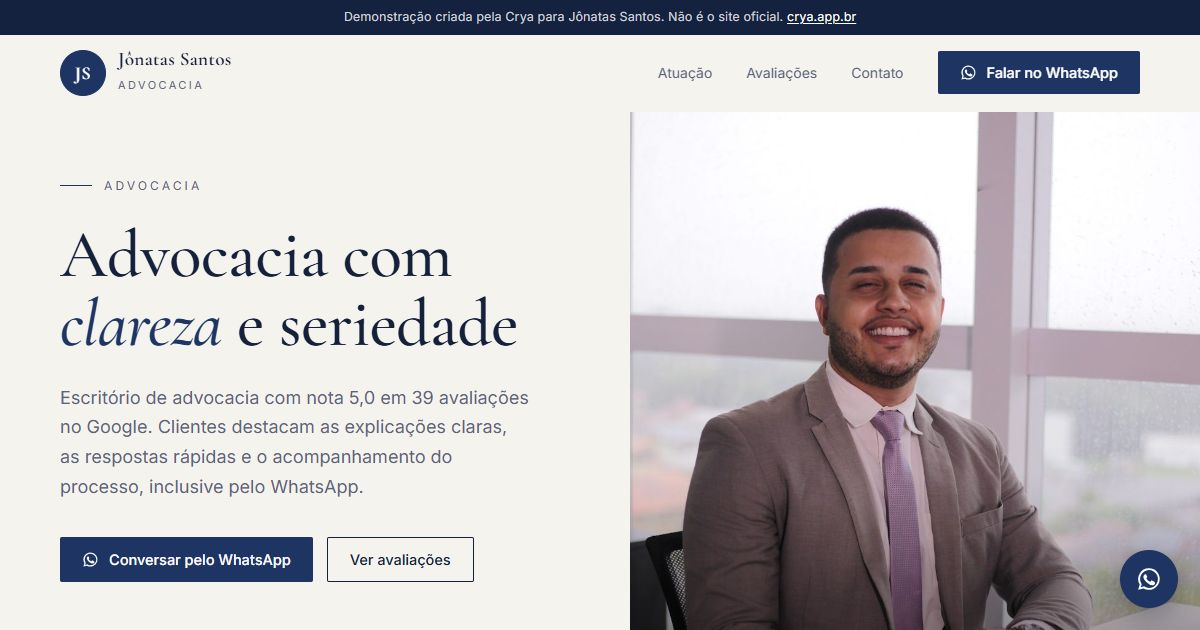 Demonstração criada pela Crya para Jônatas Santos. Não é o site oficial. crya.app.br
JS
Jônatas Santos
ADVOCACIA
Atuação
Avaliações
Contato
Falar no WhatsApp
ADVOCACIA
Advocacia com
clareza e seriedade
Escritório de advocacia com nota 5,0 em 39 avaliações
no Google. Clientes destacam as explicações claras,
as respostas rápidas e o acompanhamento do
processo, inclusive pelo WhatsApp.
Conversar pelo WhatsApp
Ver avaliações